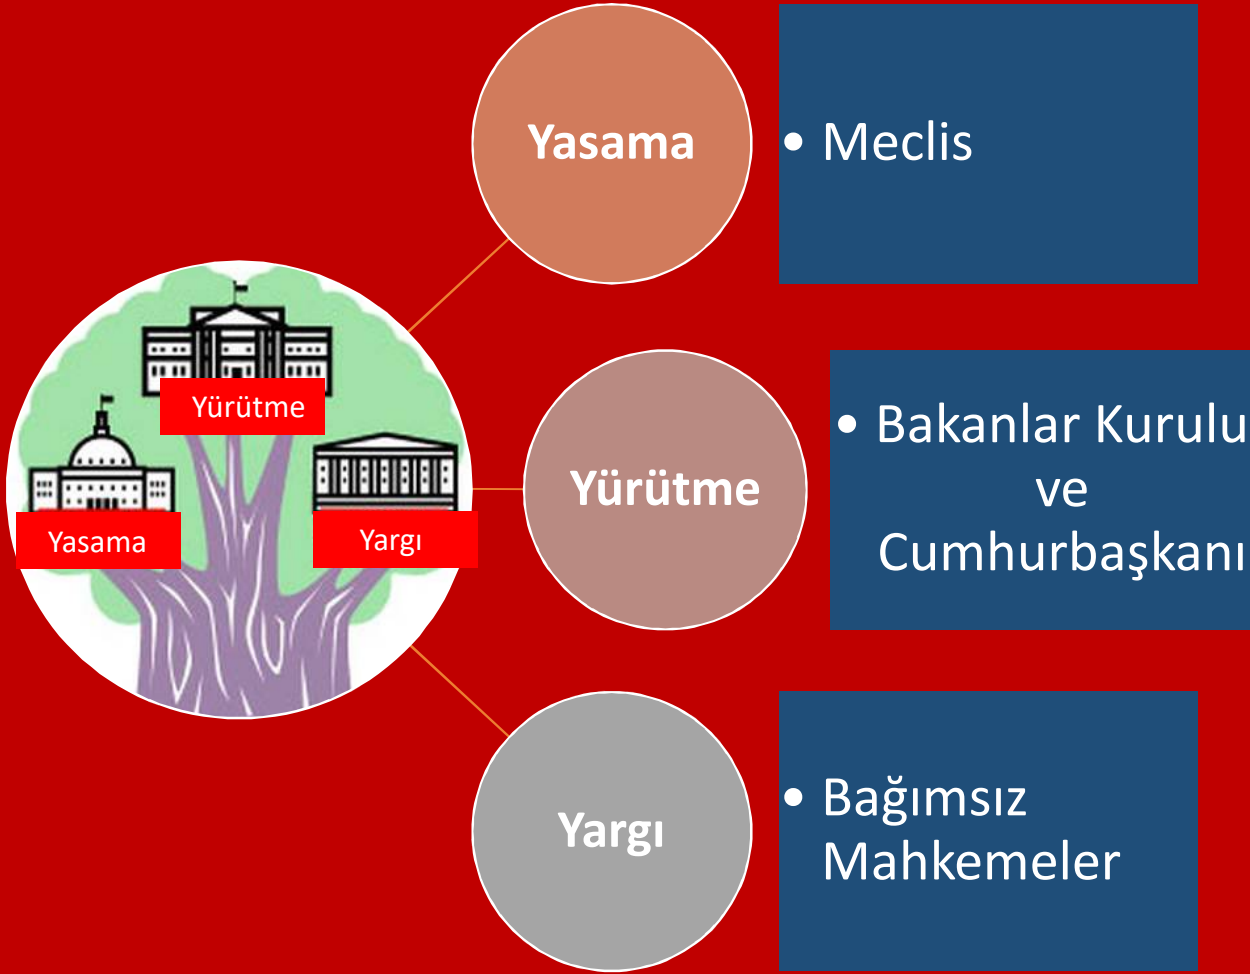 Yasama
• Meclis
Yürütme
Yasama
Yargı
Yürütme
• Bakanlar Kurulu
ve
Cumhurbaşkanı
Yargı
• Bağımsız
Mahkemeler